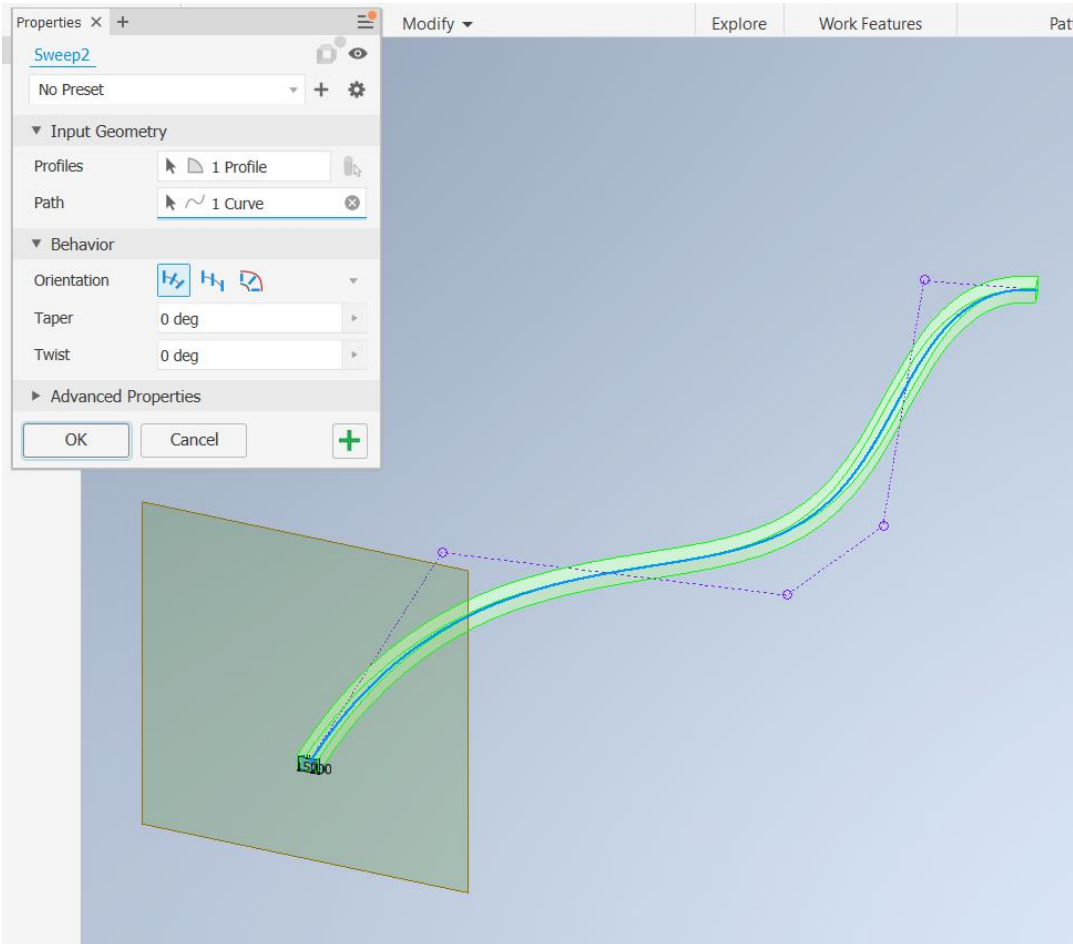 Properties
Modify
Explore
Work Features
Pat
Sweep2
No Preset
Input Geometry
Profiles
1 Profile
Path
1 Curve
Behavior
Orientation
Taper
0 deg
Twist
0 deg
Advanced Properties
OK
Cancel